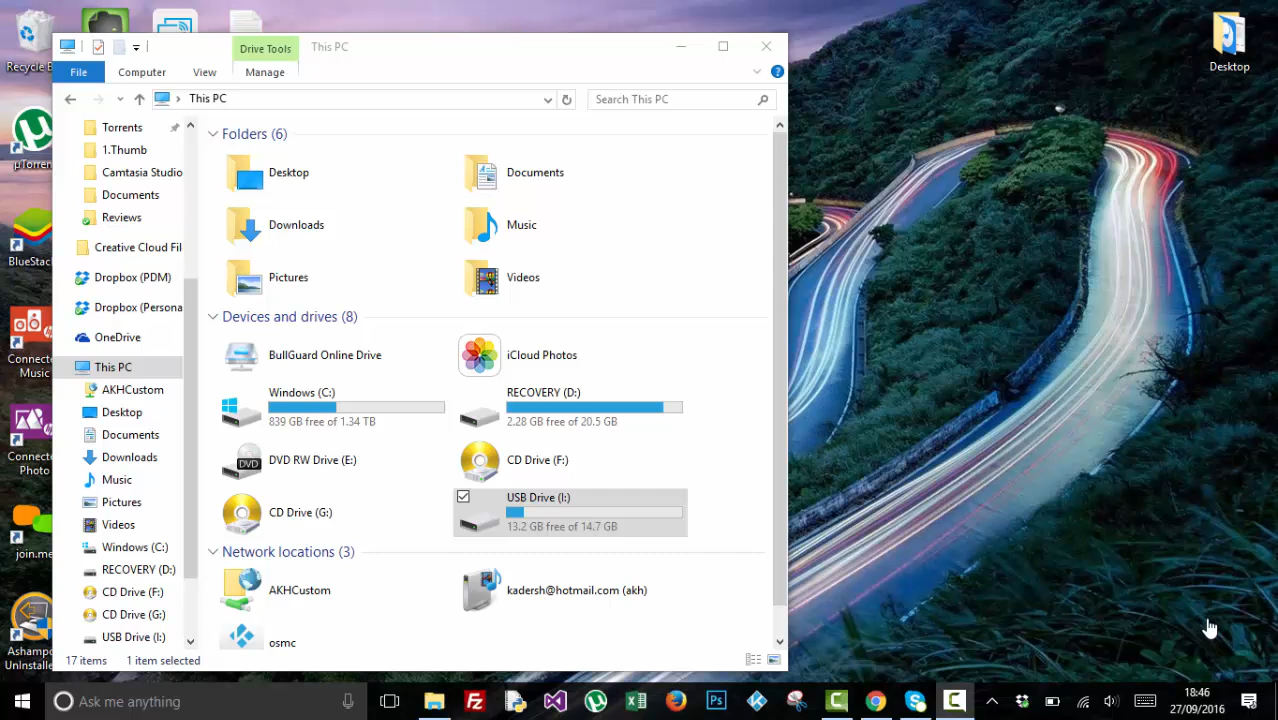 Recycle B
µTorren
BlueStack
Connecte
Music
Connecte
Photo
join.me
Ashampo
Uninstalle
Desktop
Drive Tools
This PC
File
Computer
View
Manage
This PC
Search This PC
Torrents
1.Thumb
Camtasia Studio
Documents
Reviews
Creative Cloud Fil
Dropbox (PDM)
Dropbox (Persona
OneDrive
This PC
AKHCustom
Desktop
Documents
Downloads
Music
Pictures
Videos
Windows (C:)
RECOVERY (D:)
CD Drive (F:)
CD Drive (G:)
USB Drive (I:)
Folders (6)
Desktop
Documents
Downloads
Music
Pictures
Videos
Devices and drives (8)
BullGuard Online Drive
iCloud Photos
Windows (C:)
839 GB free of 1.34 TB
RECOVERY (D:)
2.28 GB free of 20.5 GB
DVD
DVD RW Drive (E:)
CD Drive (F:)
CD Drive (G:)
USB Drive (I:)
13.2 GB free of 14.7 GB
Network locations (3)
AKHCustom
kadersh@hotmail.com (akh)
osmc
17 items
1 item selected
Ask me anything
18:46
27/09/2016